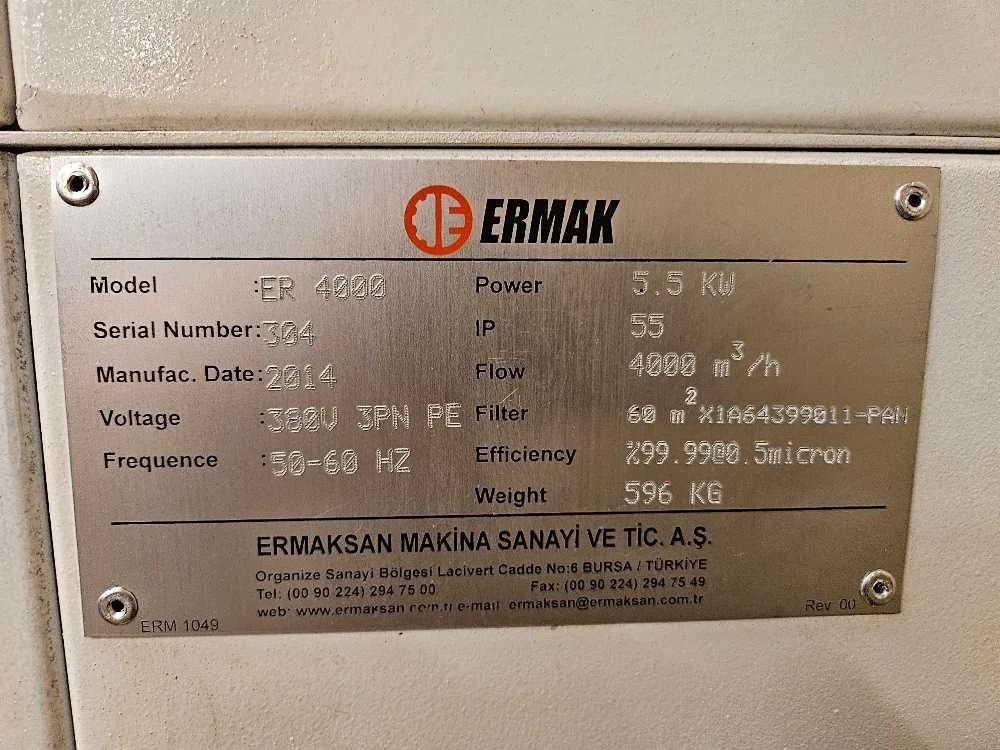 ERMAK
Model :ER 4000
Serial Number:304
Manufac. Date:2014
Voltage :380V 3PN PE
Frequence :50-60 HZ
Power 5.5 KW
IP 55
Flow 4000 m³/h
Filter 60 m² X1A64399011-PAN
Efficiency %99.99@0.5micron
Weight 596 KG
ERMAKSAN MAKİNA SANAYİ VE TİC. A.Ş.
Organize Sanayi Bölgesi Lacivert Cadde No:6 BURSA / TÜRKİYE
Tel: (00 90 224) 294 75 00 Fax: (00 90 224) 294 75 49
web: www.ermaksan.com.tr e-mail: ermaksan@ermaksan.com.tr
ERM 1049
Rev 00